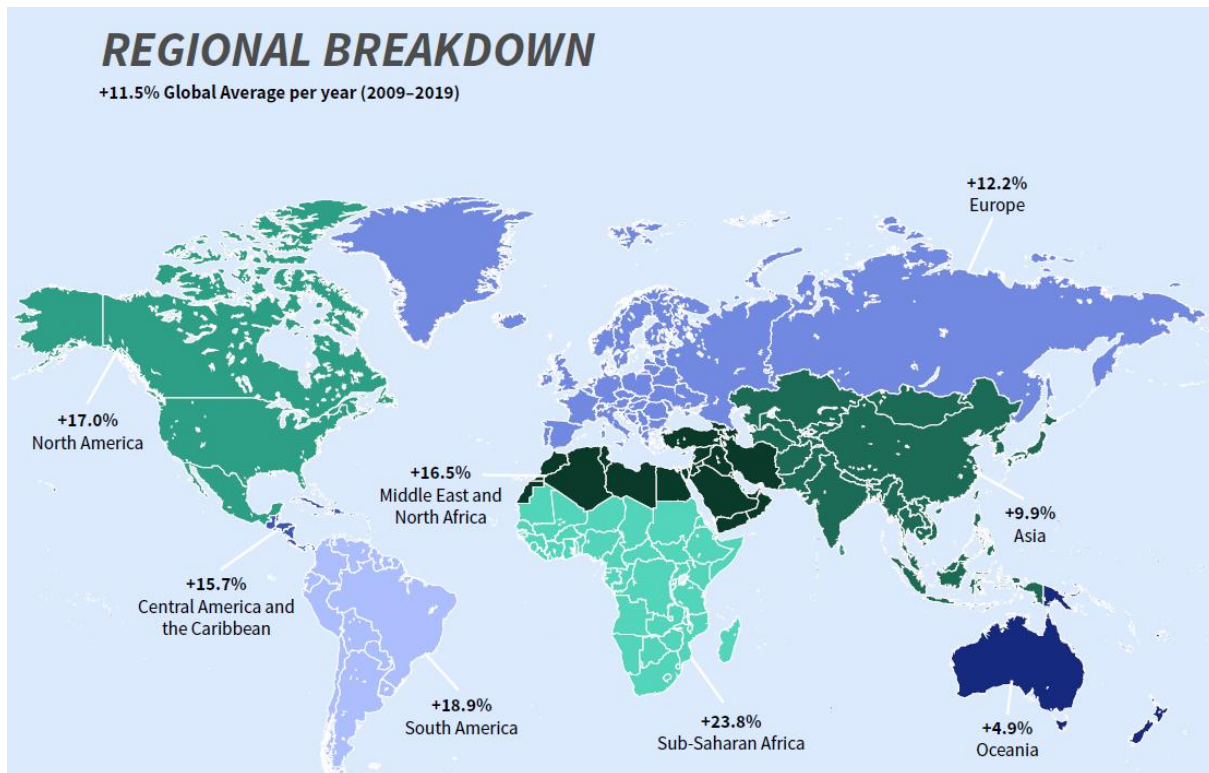 REGIONAL BREAKDOWN
+11.5% Global Average per year (2009–2019)
+12.2%
Europe
+17.0%
North America
+16.5%
Middle East and
North Africa
+9.9%
Asia
+15.7%
Central America and
the Caribbean
+18.9%
South America
+23.8%
Sub-Saharan Africa
+4.9%
Oceania